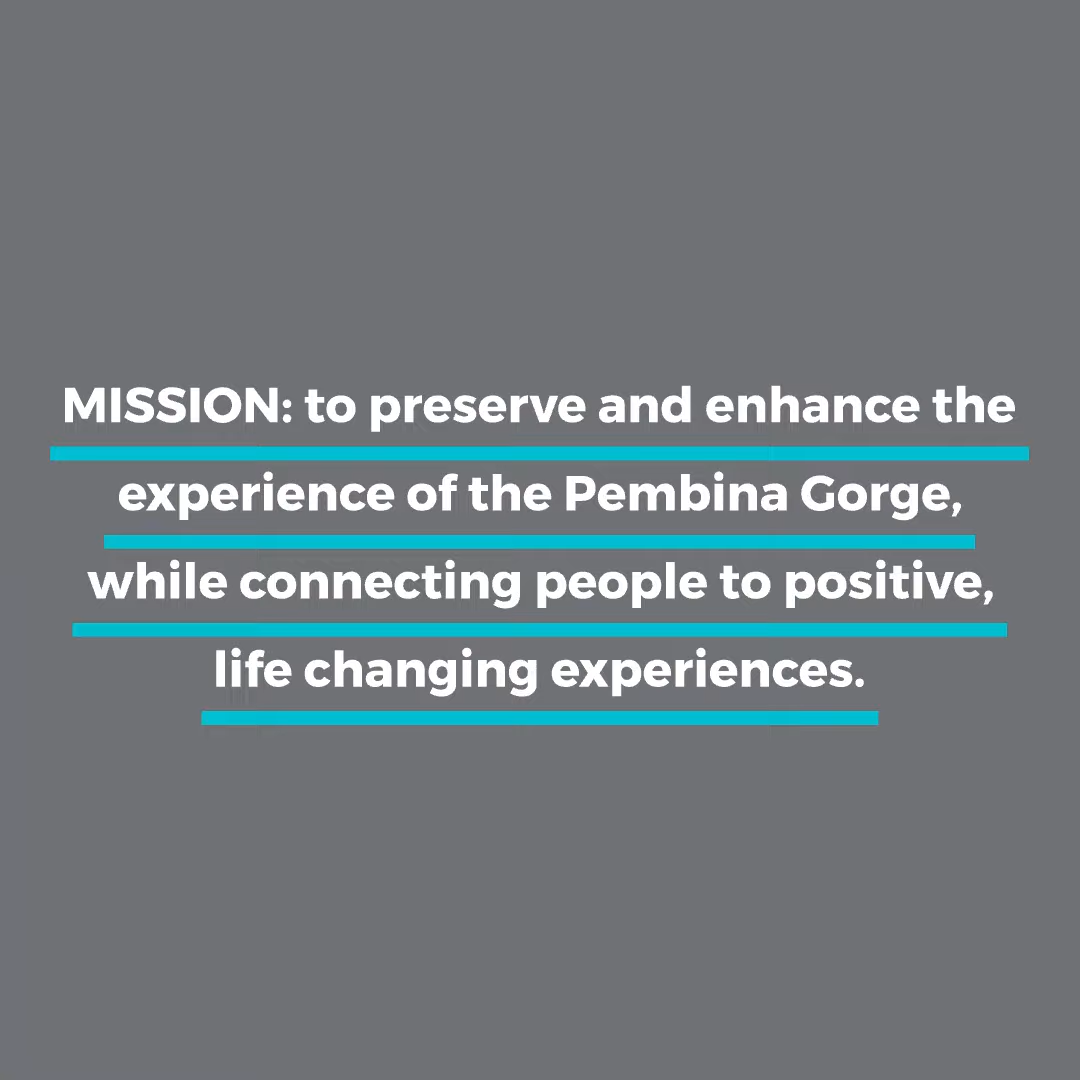 MISSION: to preserve and enhance the
experience of the Pembina Gorge,
while connecting people to positive,
life changing experiences.